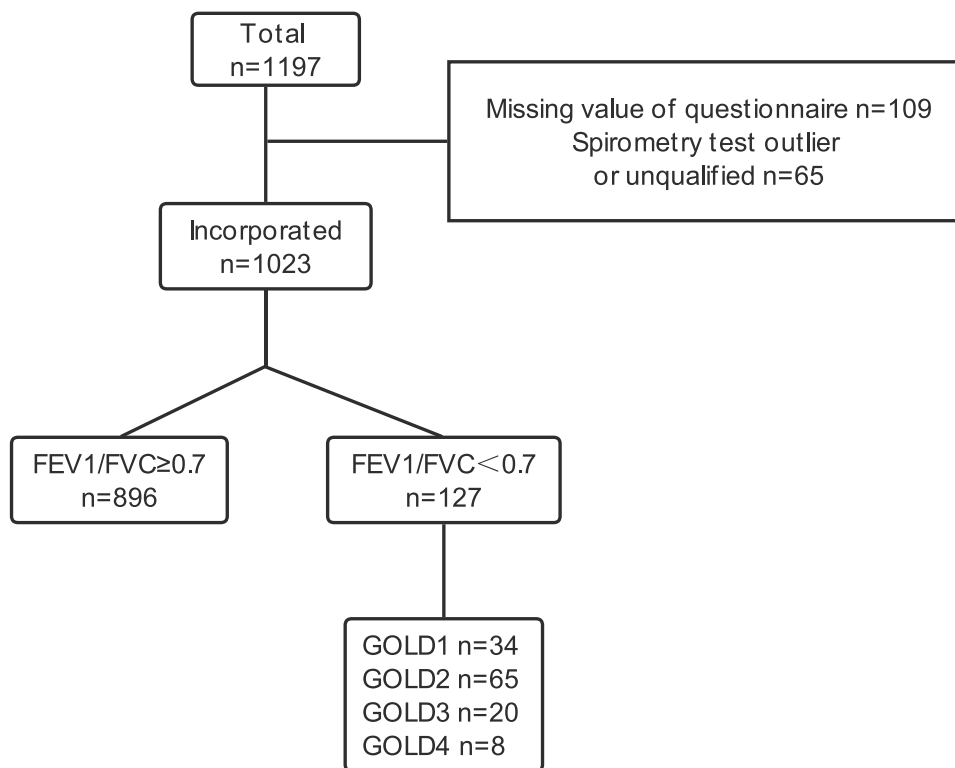 Total
n=1197
Missing value of questionnaire n=109
Spirometry test outlier
or unqualified n=65
Incorporated
n=1023
FEV1/FVC≥0.7
n=896
FEV1/FVC＜0.7
n=127
GOLD1 n=34
GOLD2 n=65
GOLD3 n=20
GOLD4 n=8